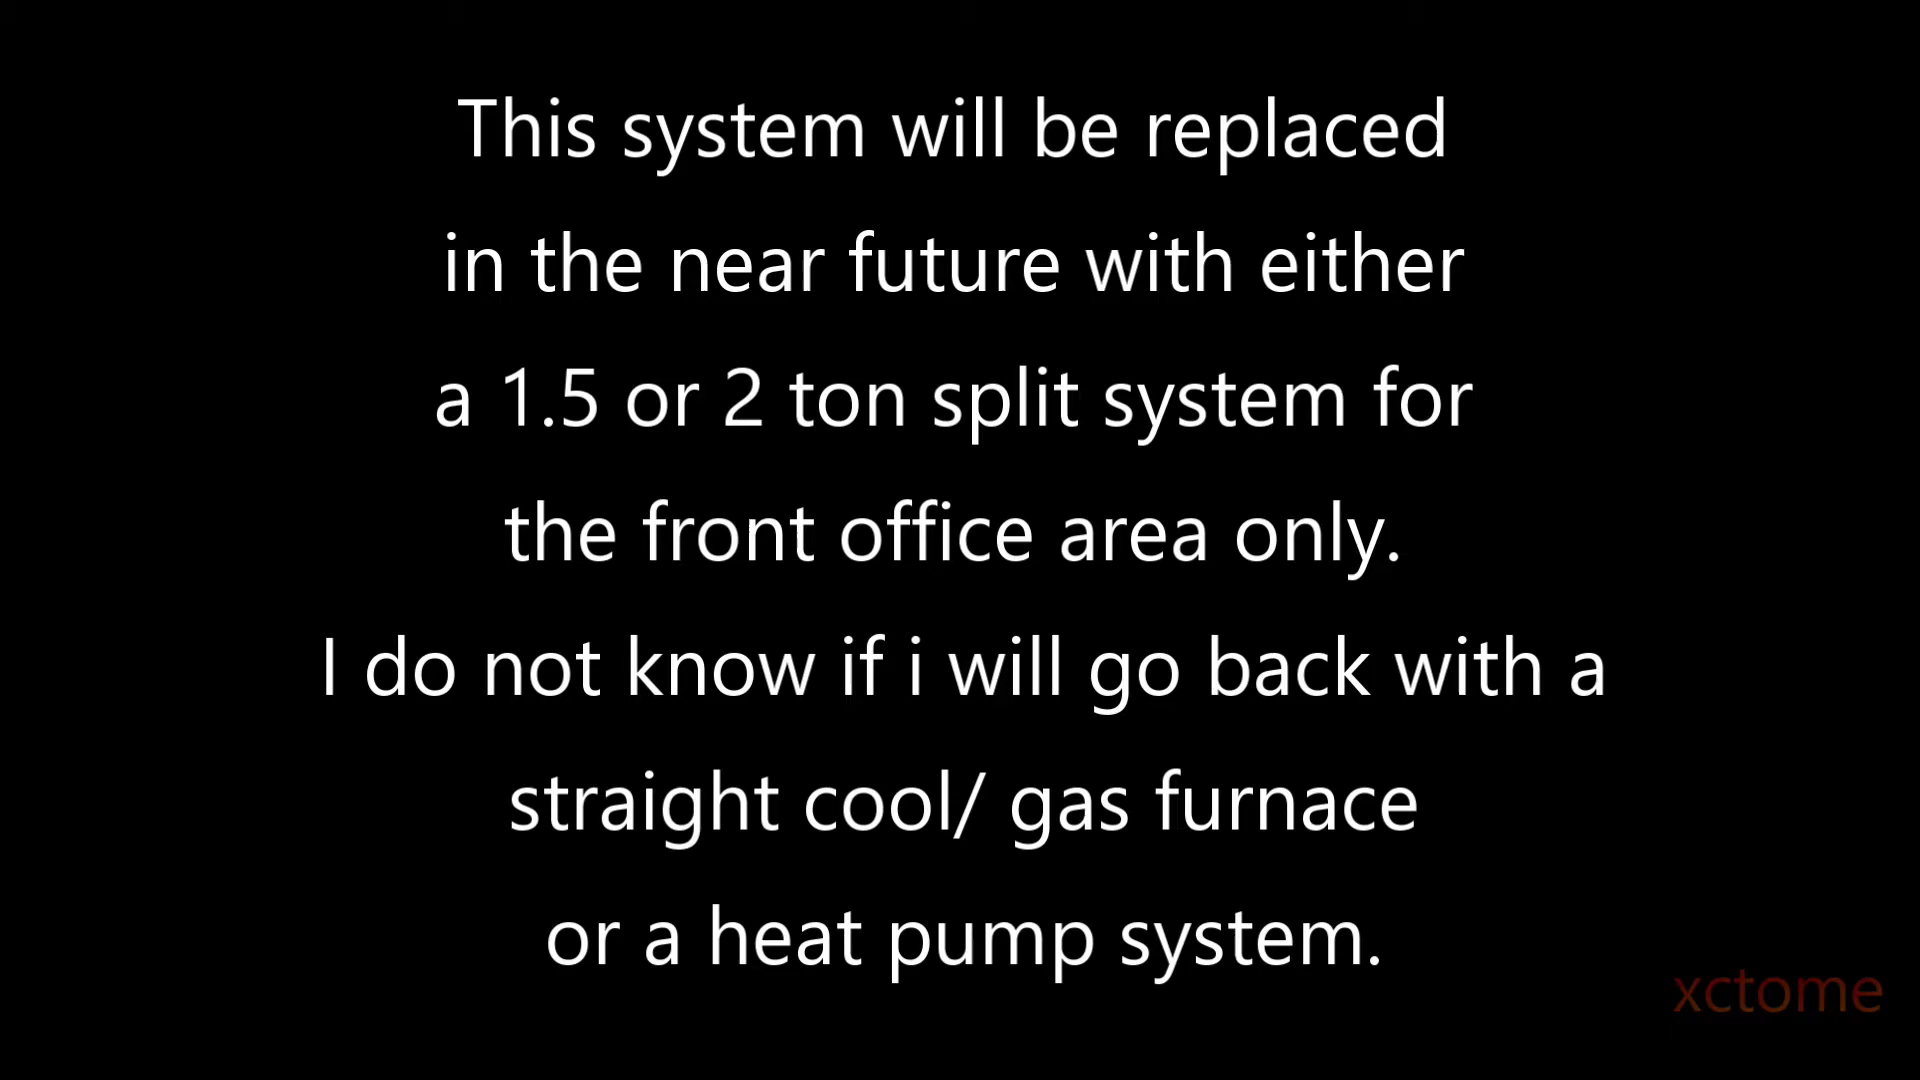 This system will be replaced
in the near future with either
a 1.5 or 2 ton split system for
the front office area only.
I do not know if i will go back with a
straight cool/ gas furnace
or a heat pump system.
xctome